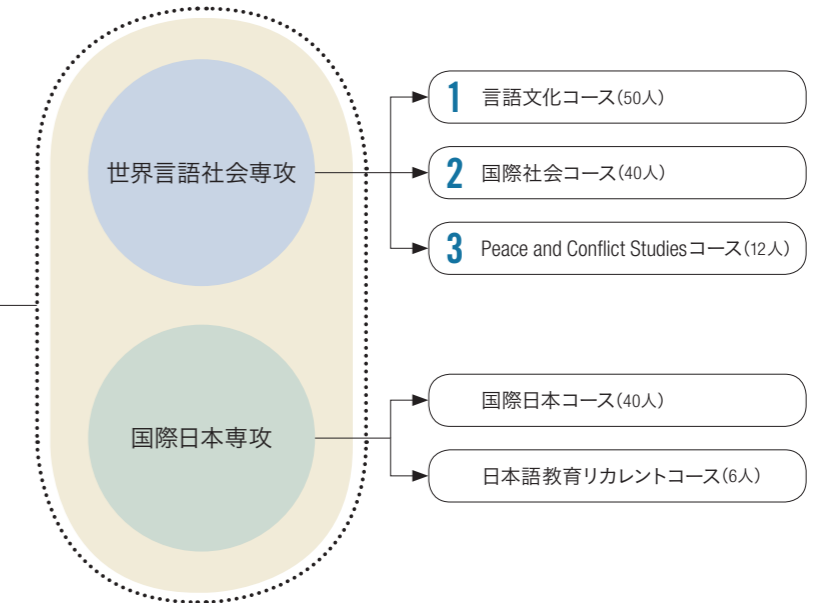 世界言語社会専攻
1 言語文化コース(50人)
2 国際社会コース(40人)
3 Peace and Conflict Studiesコース(12人)
国際日本専攻
国際日本コース(40人)
日本語教育リカレントコース(6人)